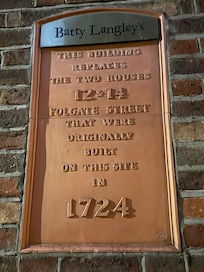 Batty Langley's
THIS BUILDING
REPLACES
THE TWO HOUSES
12 & 14
FOLGATE STREET
THAT WERE
ORIGINALLY
BUILT
ON THIS SITE
IN
1724